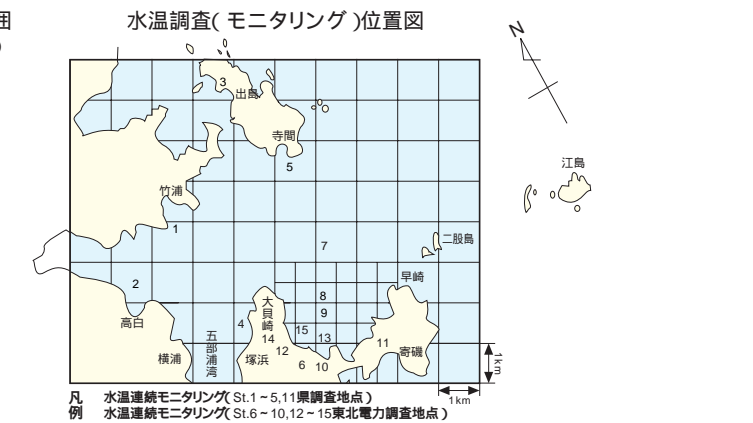 囲
)
水温調査( モニタリング )位置図
N
3
出島
寺間
5
江島
竹浦
1
7
二股島
2
早崎
8
大貝崎
9
高白
4
15
14
13
11
五部浦湾
12
寄磯
横浦
塚浜
6
10
1km
1km
凡 水温連続モニタリング( St.1～5,11県調査地点 )
例 水温連続モニタリング( St.6～10,12～15東北電力調査地点 )